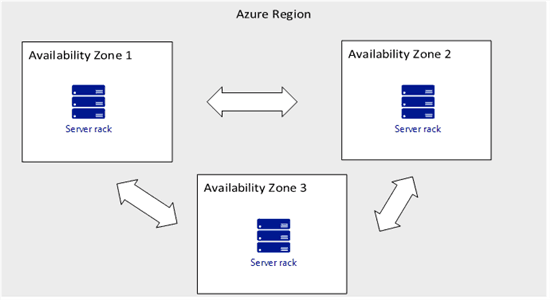 Azure Region
Availability Zone 1
Server rack
Availability Zone 2
Server rack
Availability Zone 3
Server rack